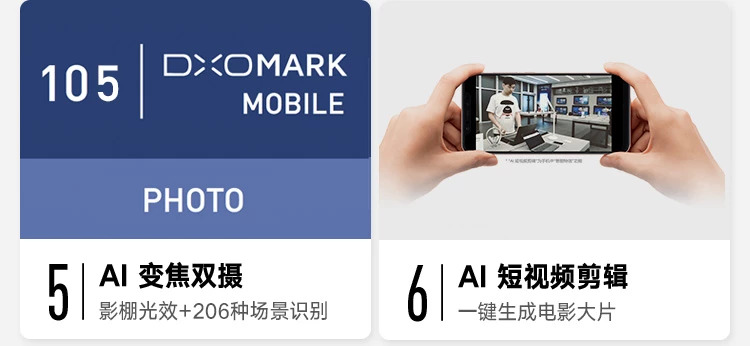 105
DXOMARK
MOBILE
PHOTO
5
AI 变焦双摄
影棚光效+206种场景识别
6
AI 短视频剪辑
一键生成电影大片